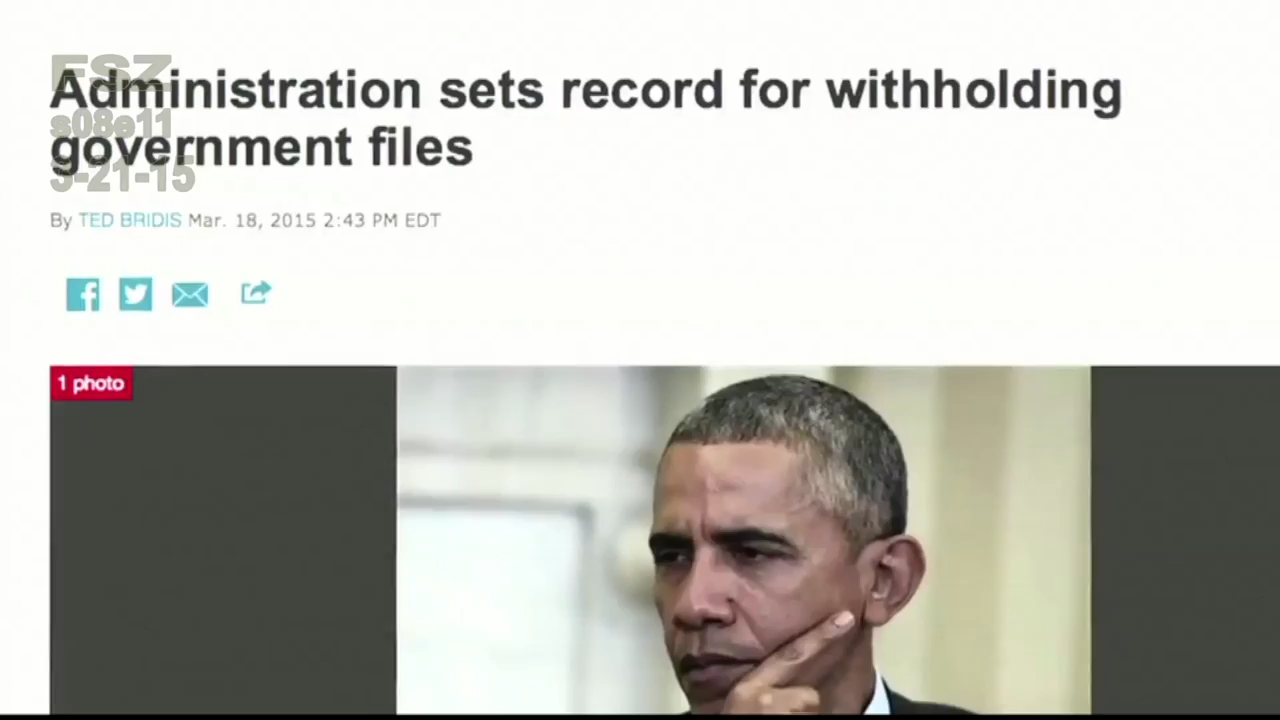 FSZ
Administration sets record for withholding
s08e11
government files
3-21-15
By TED BRIDIS Mar. 18, 2015 2:43 PM EDT
1 photo